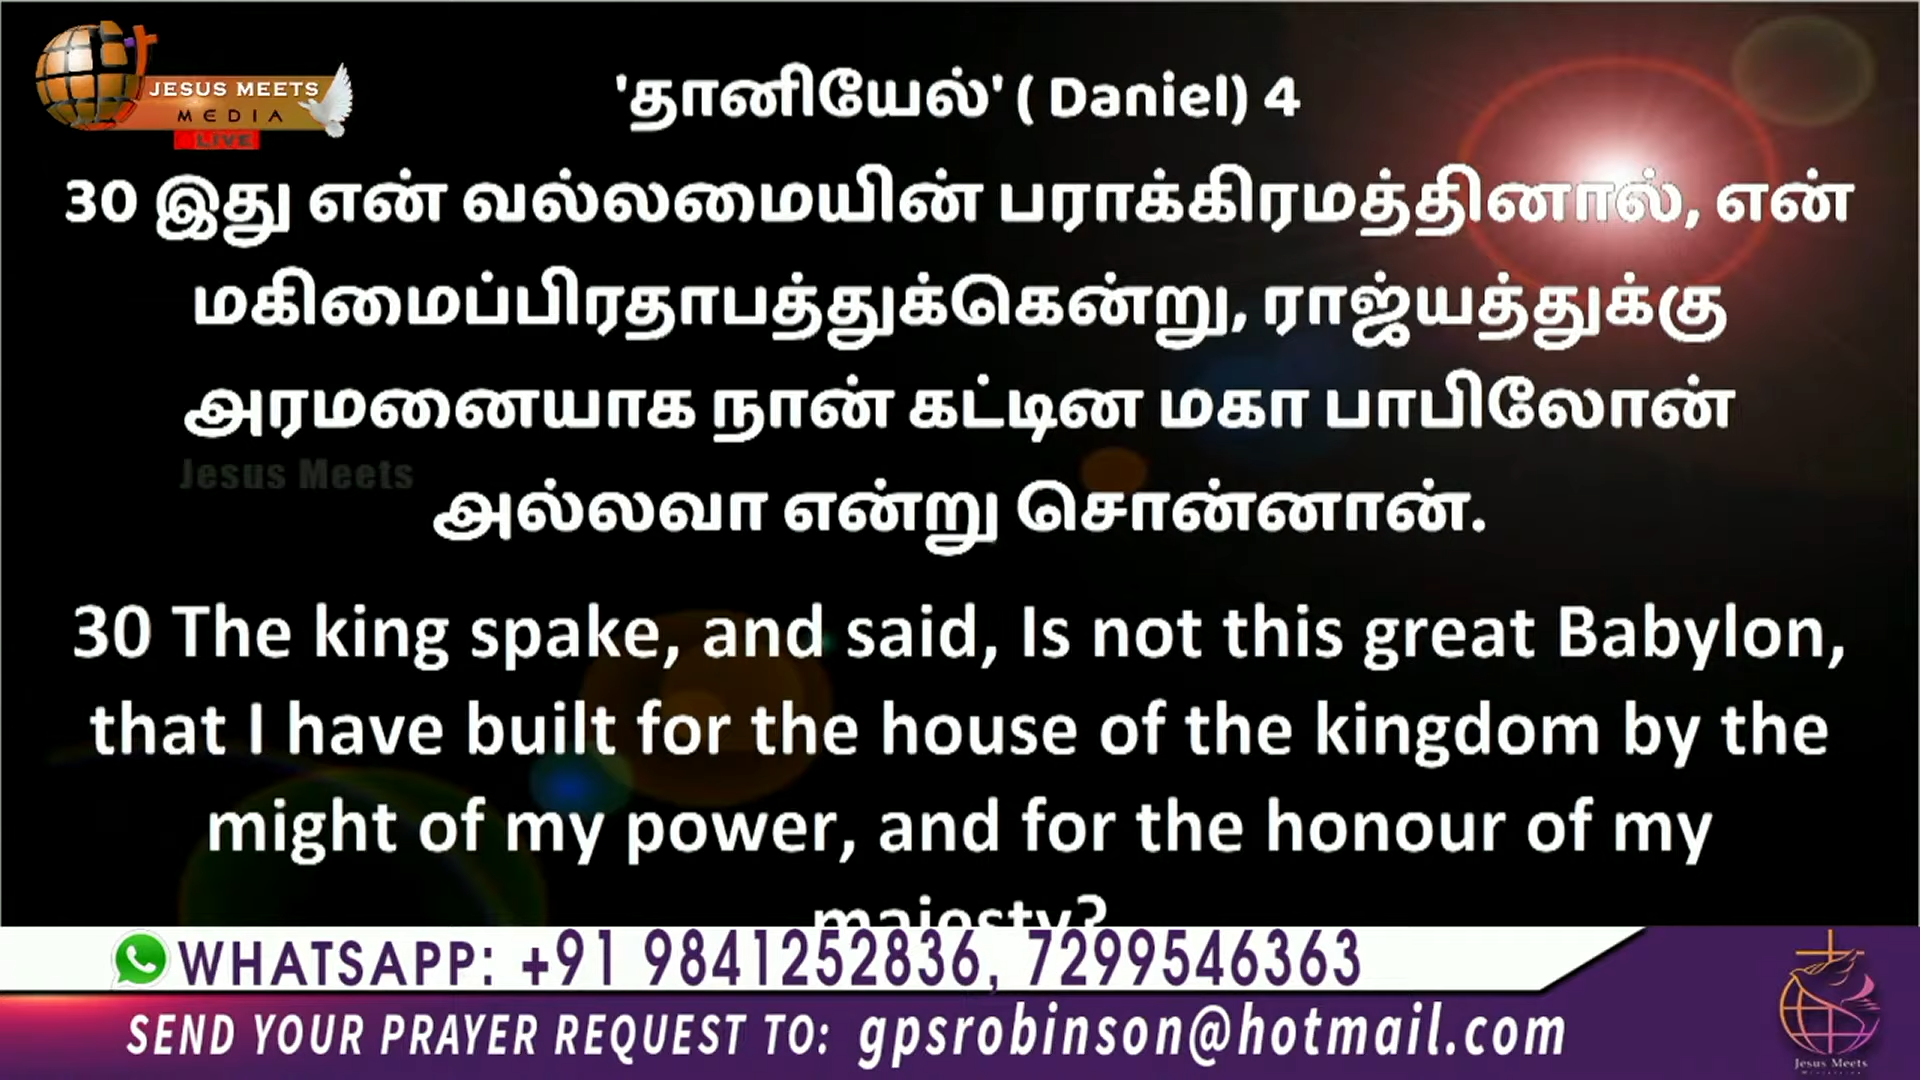 JESUS MEETS
MEDIA
LIVE
'தானியேல்' ( Daniel) 4
30 இது என் வல்லமையின் பராக்கிரமத்தினால், என்
மகிமைப்பிரதாபத்துக்கென்று, ராஜ்யத்துக்கு
அரமனையாக நான் கட்டின மகா பாபிலோன்
Jesus Meets
அல்லவா என்று சொன்னான்.
30 The king spake, and said, Is not this great Babylon,
that I have built for the house of the kingdom by the
might of my power, and for the honour of my
majesty?
WHATSAPP: +91 9841252836, 7299546363
SEND YOUR PRAYER REQUEST TO: gpsrobinson@hotmail.com
Jesus Meets